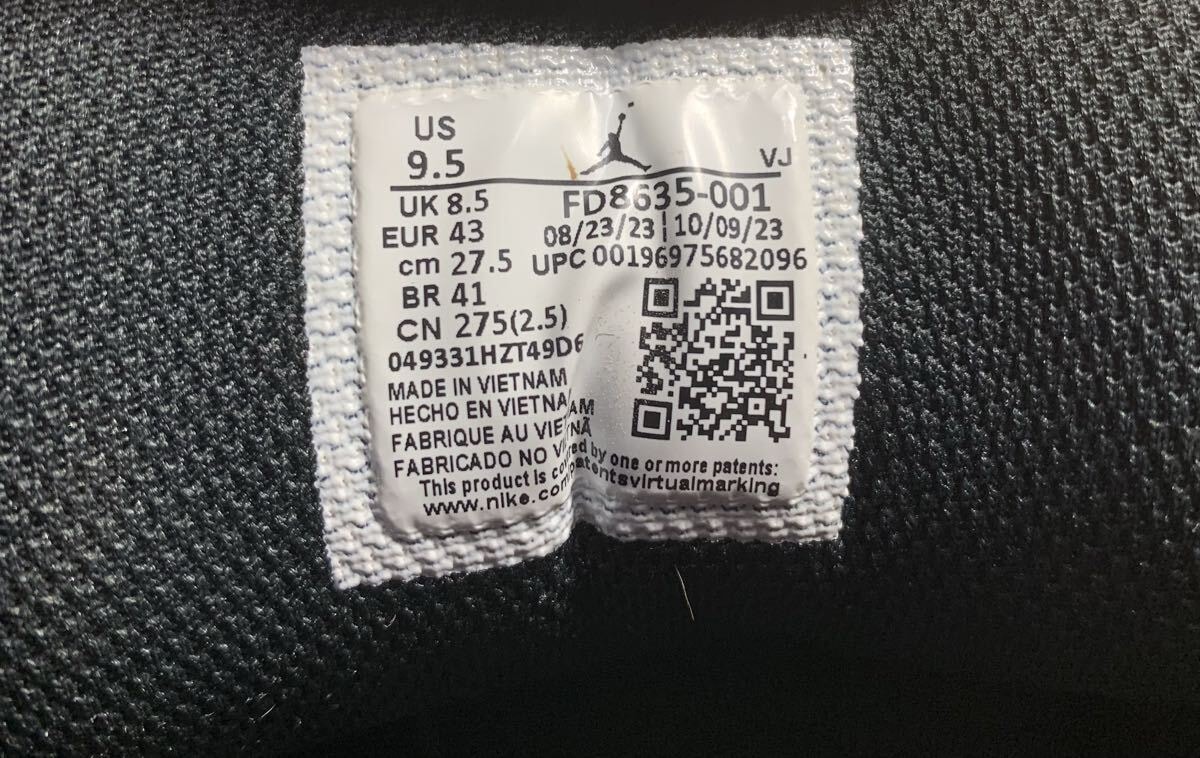 US
9.5
VJ
UK 8.5
FD8635-001
EUR 43
08/23/23 | 10/09/23
cm 27.5
UPC 00196975682096
BR 41
CN 275(2.5)
049331HZT49D6
MADE IN VIETNAM
HECHO EN VIETNAM
FABRIQUE AU VIETNAM
FABRICADO NO VIETNÃ
This product is covered by one or more patents:
www.nike.com/patentsvirtualmarking